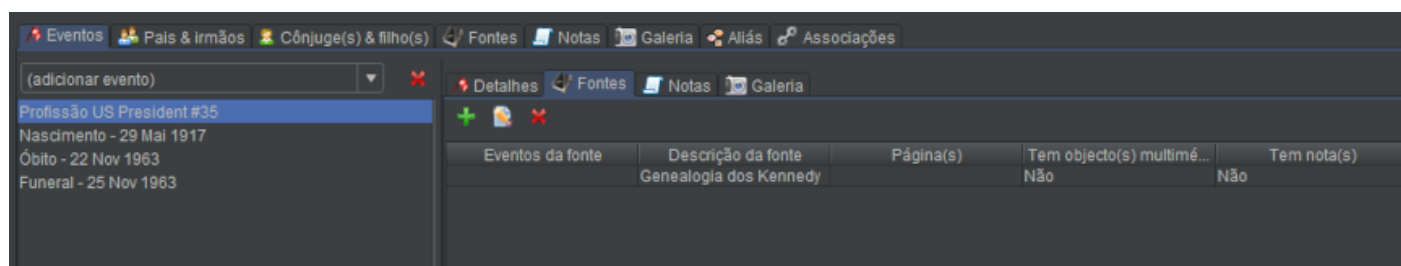 Eventos Pais & irmãos Cônjuge(s) & filho(s) Fontes Notas Galeria Aliás Associações
(adicionar evento)
Profissão US President #35
Nascimento - 29 Mai 1917
Óbito - 22 Nov 1963
Funeral - 25 Nov 1963
Detalhes Fontes Notas Galeria
Eventos da fonte Descrição da fonte Página(s) Tem objecto(s) multimé... Tem nota(s)
Genealogia dos Kennedy Não Não